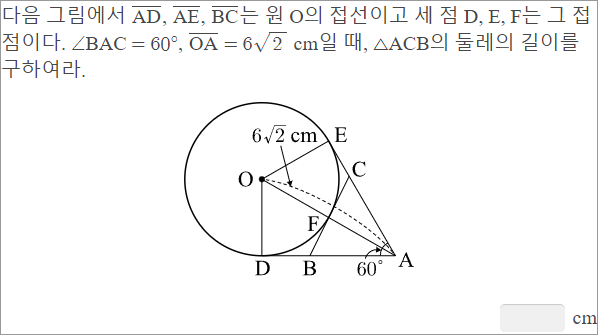 다음 그림에서 AD, AE, BC는 원 O의 접선이고 세 점 D, E, F는 그 접
점이다. ∠BAC = 60°, OA = 6√2 cm일 때, △ACB의 둘레의 길이를
구하여라.
6√2 cm
E
C
O
F
D
B
60°
A
cm